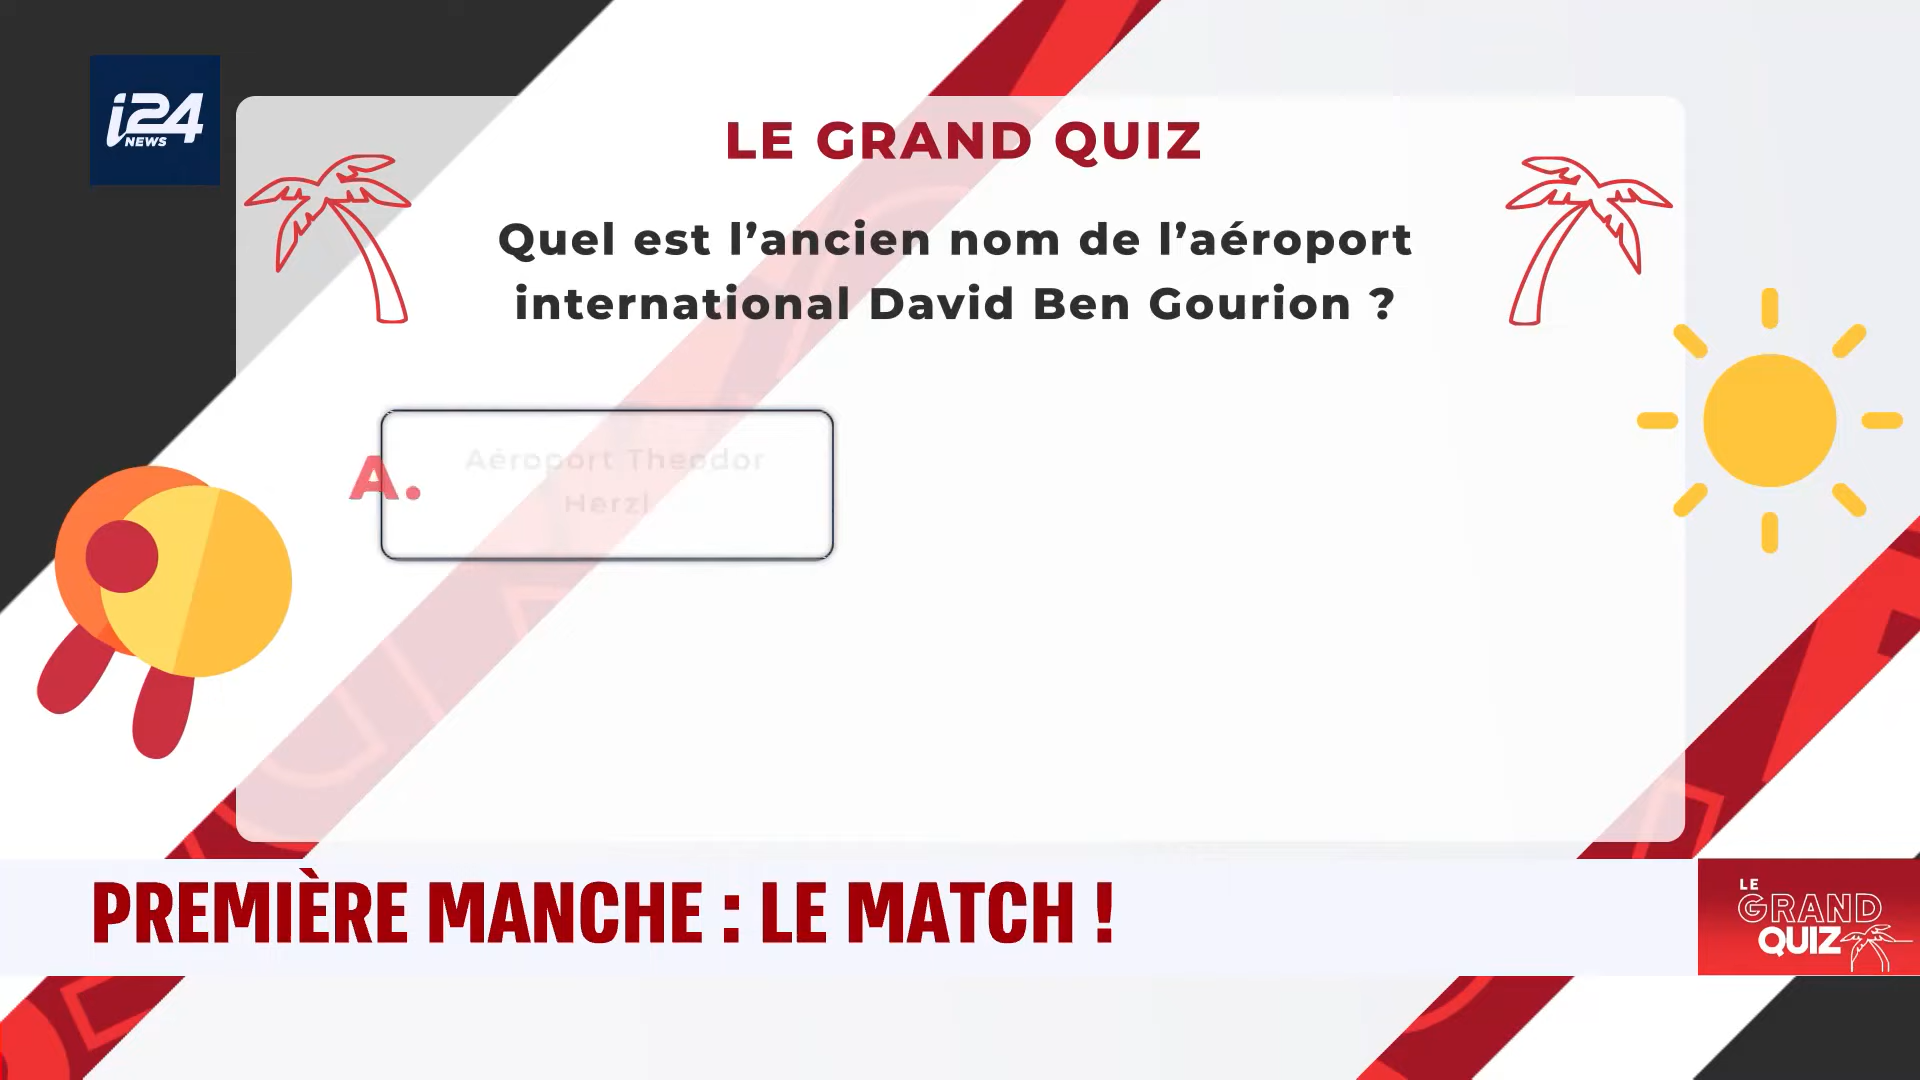 i24
NEWS
LE GRAND QUIZ
Quel est l’ancien nom de l’aéroport
international David Ben Gourion ?
A.
Aéroport Theodor
Herzl
PREMIÈRE MANCHE : LE MATCH !
LE
GRAND
QUIZ